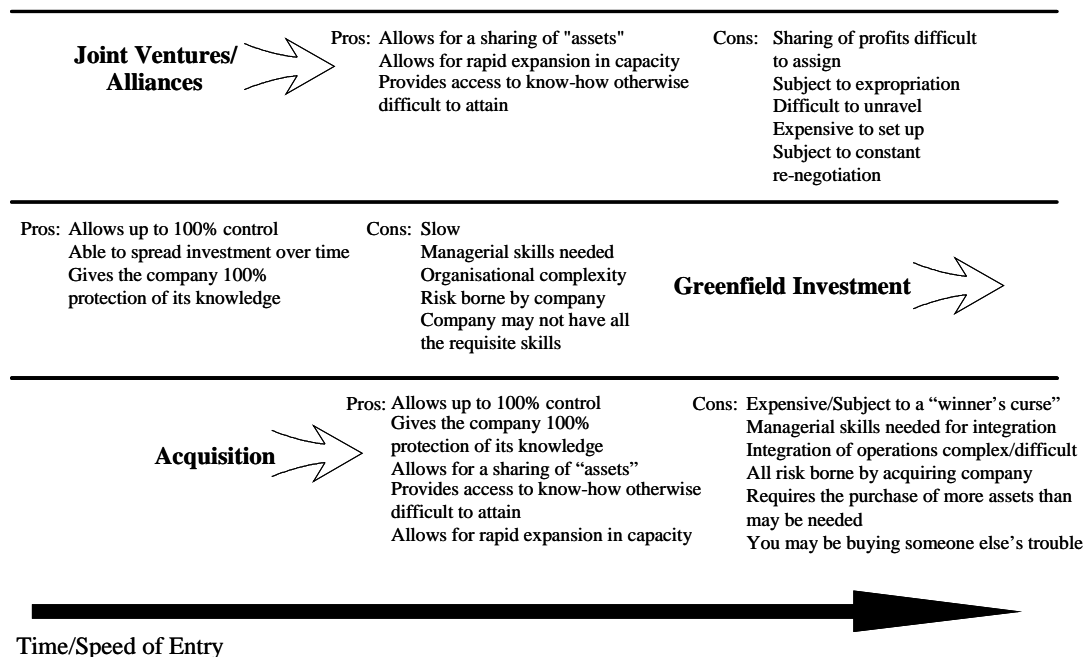 Joint Ventures/
Alliances
Pros: Allows for a sharing of "assets"
Allows for rapid expansion in capacity
Provides access to know-how otherwise
difficult to attain
Cons: Sharing of profits difficult
to assign
Subject to expropriation
Difficult to unravel
Expensive to set up
Subject to constant
re-negotiation
Pros: Allows up to 100% control
Able to spread investment over time
Gives the company 100%
protection of its knowledge
Cons: Slow
Managerial skills needed
Organisational complexity
Risk borne by company
Company may not have all
the requisite skills
Greenfield Investment
Acquisition
Pros: Allows up to 100% control
Gives the company 100%
protection of its knowledge
Allows for a sharing of “assets”
Provides access to know-how otherwise
difficult to attain
Allows for rapid expansion in capacity
Cons: Expensive/Subject to a “winner’s curse”
Managerial skills needed for integration
Integration of operations complex/difficult
All risk borne by acquiring company
Requires the purchase of more assets than
may be needed
You may be buying someone else’s trouble
Time/Speed of Entry